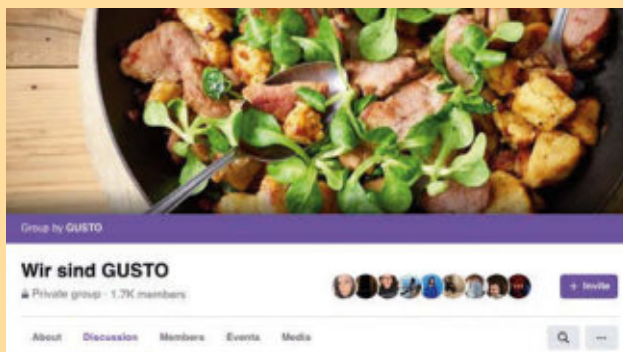 Group by GUSTO
Wir sind GUSTO
Private group · 1.7K members
+ Invite
About Discussion Members Events Media